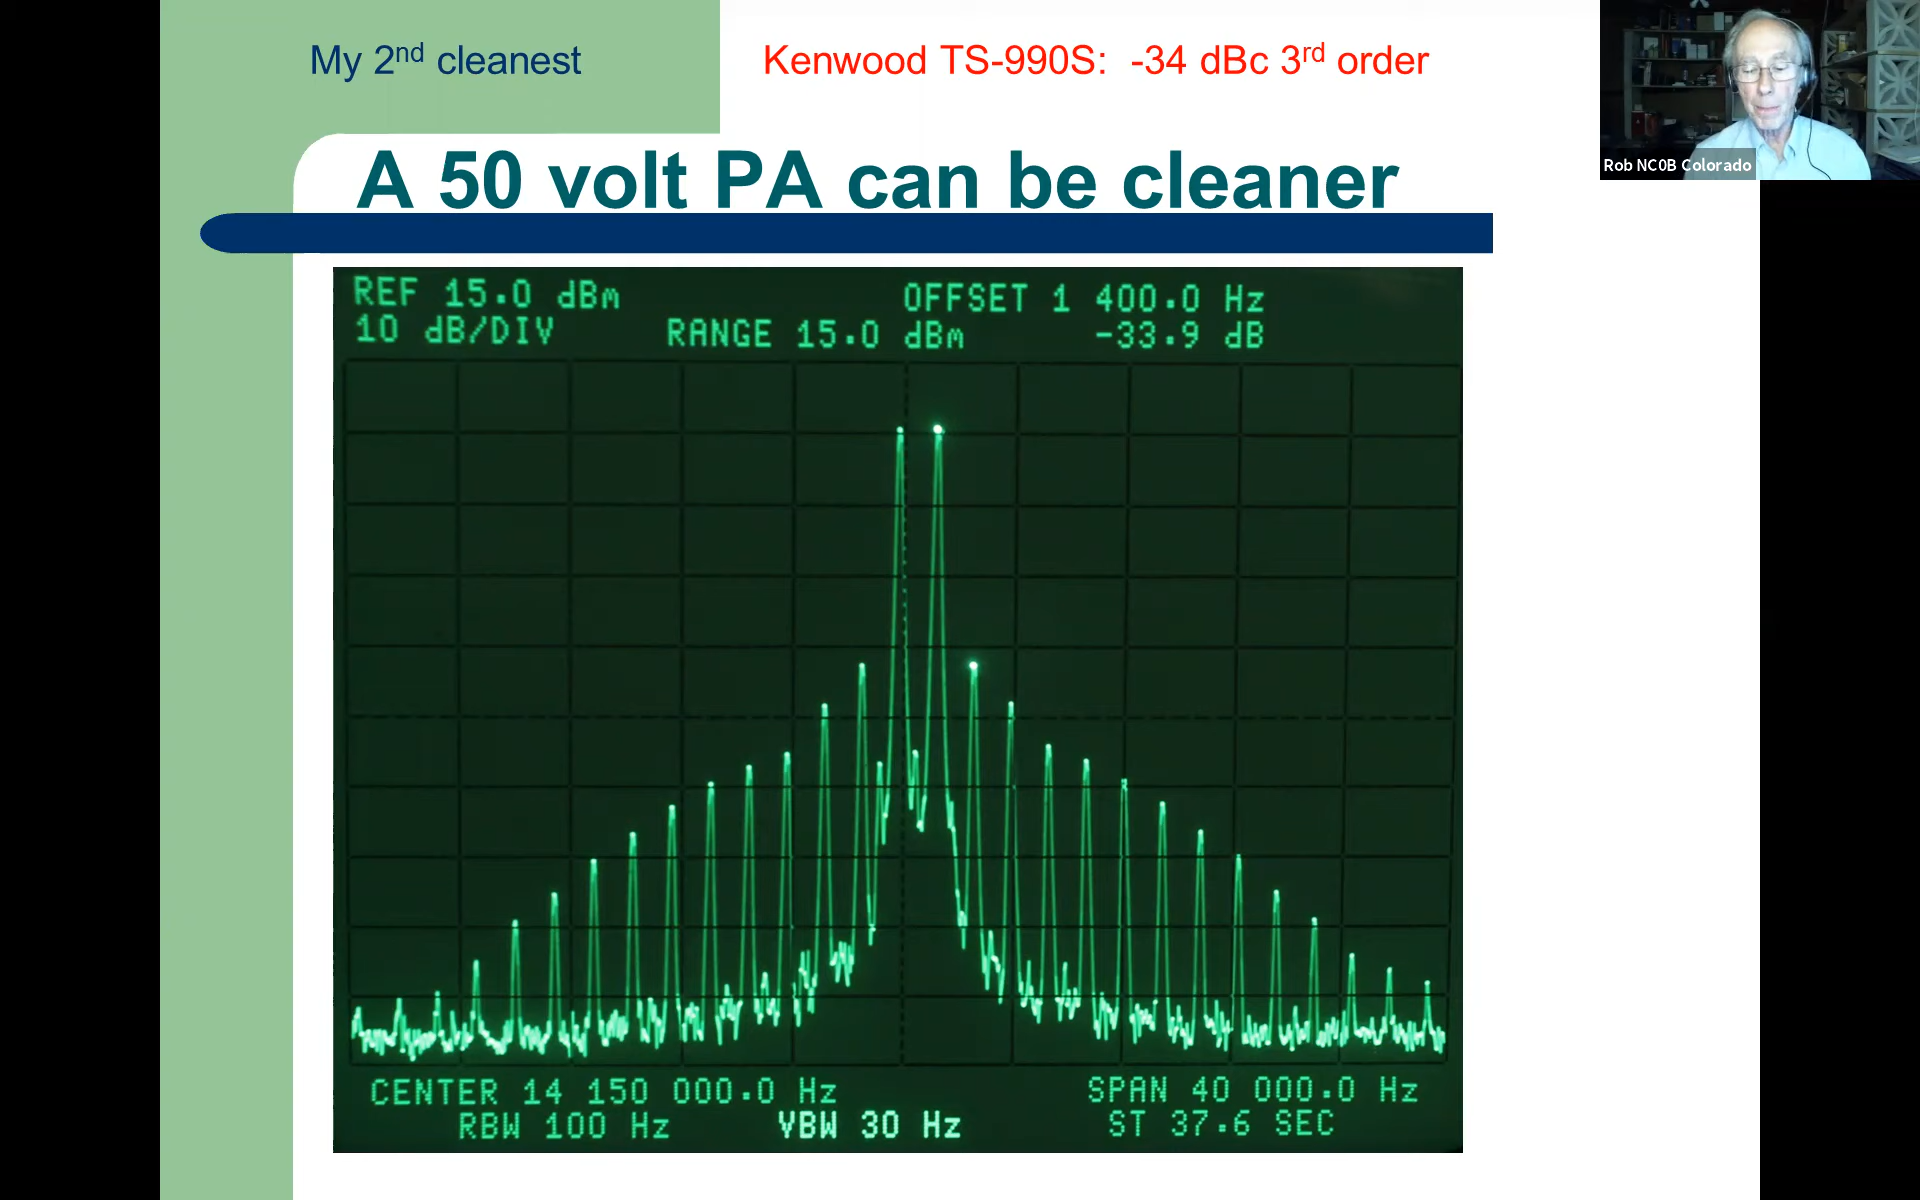 My 2nd cleanest
Kenwood TS-990S: -34 dBc 3rd order
Rob NC0B Colorado
A 50 volt PA can be cleaner
REF 15.0 dBm
OFFSET 1 400.0 Hz
10 dB/DIV
RANGE 15.0 dBm
-33.9 dB
CENTER 14 150 000.0 Hz
SPAN 40 000.0 Hz
RBW 100 Hz
VBW 30 Hz
ST 37.6 SEC